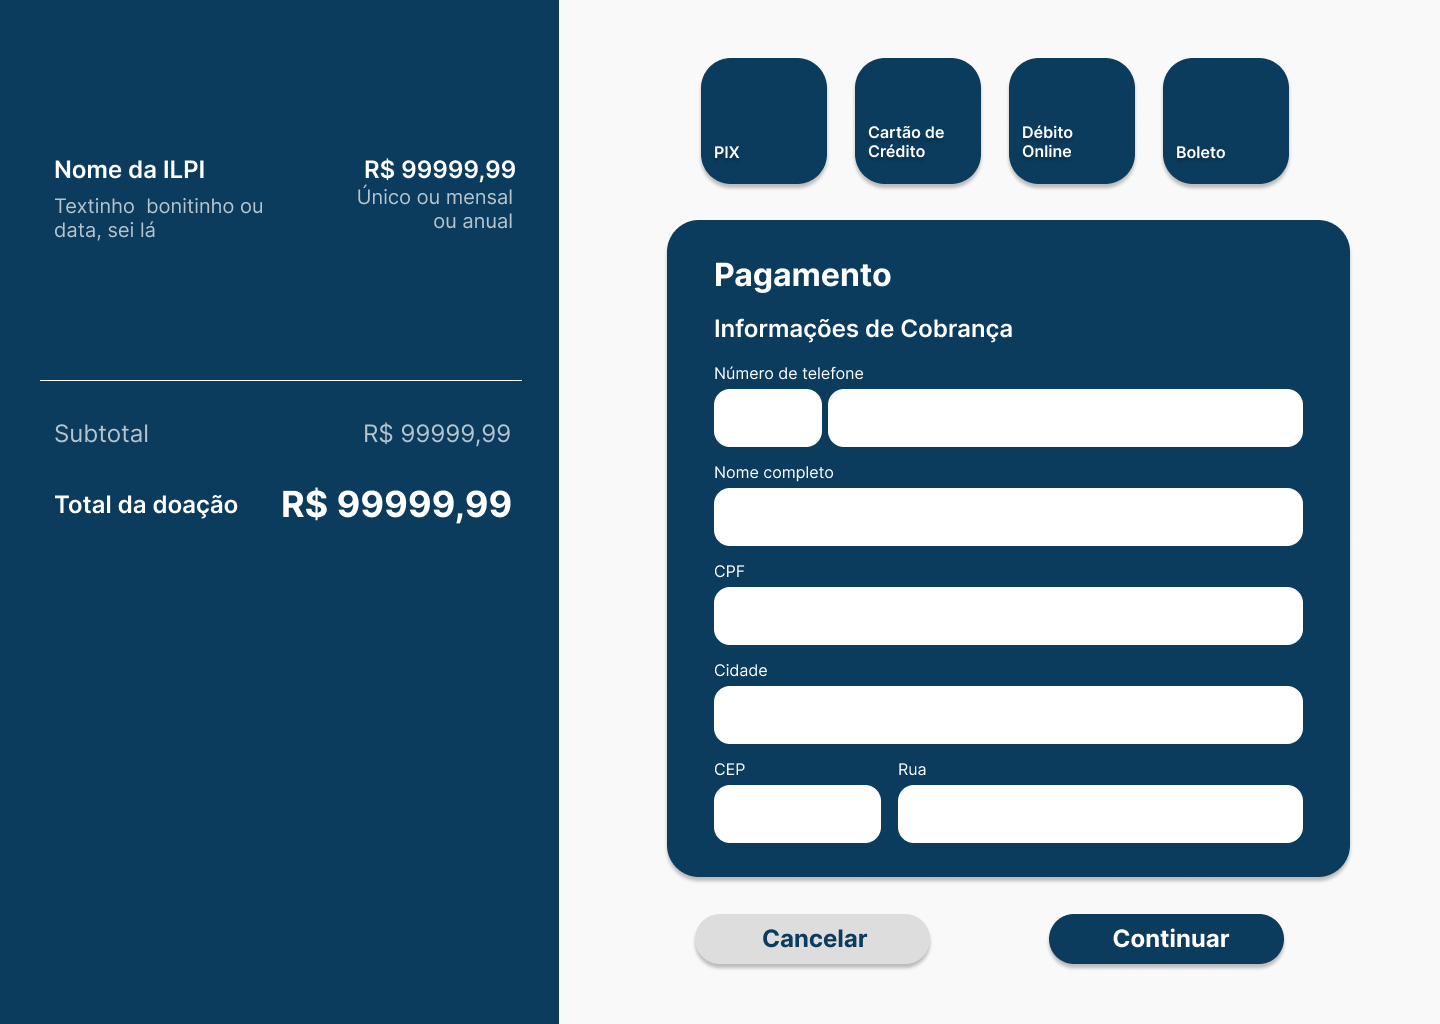 Nome da ILPI
R$ 99999,99
Textinho  bonitinho ou
data, sei lá
Único ou mensal
ou anual
Subtotal
R$ 99999,99
Total da doação
R$ 99999,99
PIX
Cartão de
Crédito
Débito
Online
Boleto
Pagamento
Informações de Cobrança
Número de telefone
Nome completo
CPF
Cidade
CEP
Rua
Cancelar
Continuar